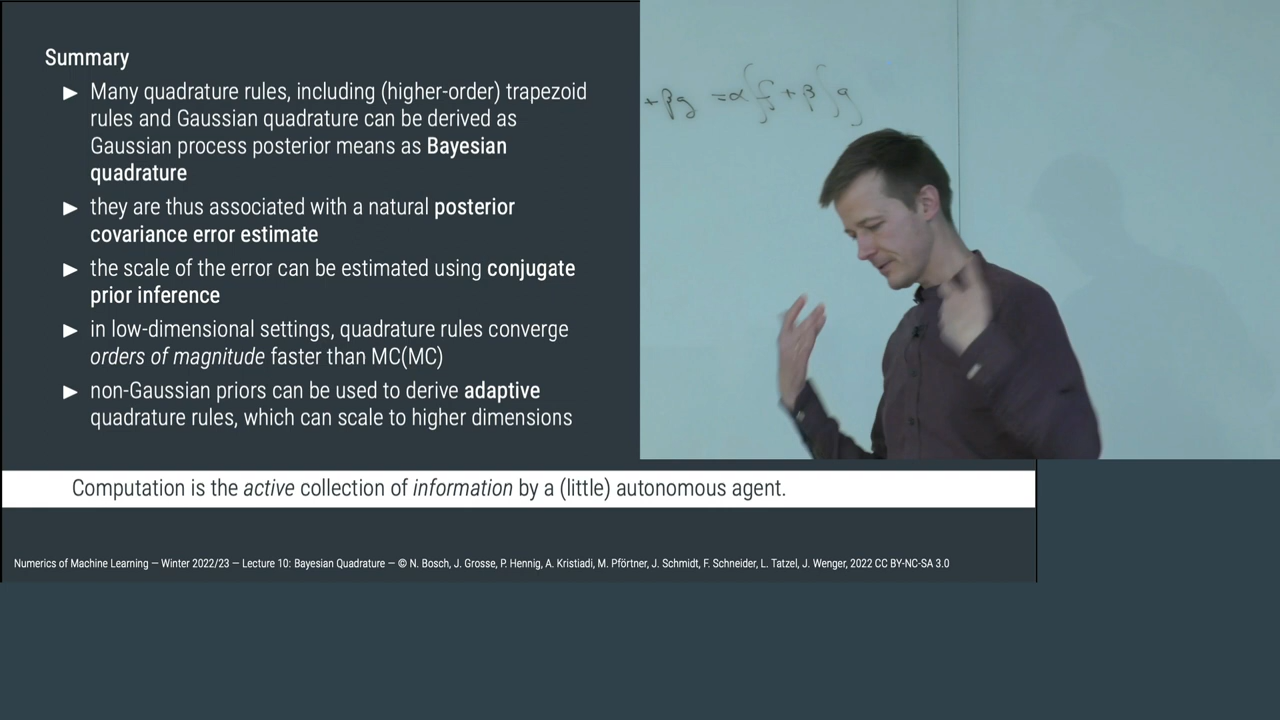 Summary
▶ Many quadrature rules, including (higher-order) trapezoid
rules and Gaussian quadrature can be derived as
Gaussian process posterior means as Bayesian
quadrature
▶ they are thus associated with a natural posterior
covariance error estimate
▶ the scale of the error can be estimated using conjugate
prior inference
▶ in low-dimensional settings, quadrature rules converge
orders of magnitude faster than MC(MC)
▶ non-Gaussian priors can be used to derive adaptive
quadrature rules, which can scale to higher dimensions
+ βg = α∫f + β∫g
Computation is the active collection of information by a (little) autonomous agent.
Numerics of Machine Learning — Winter 2022/23 — Lecture 10: Bayesian Quadrature — © N. Bosch, J. Grosse, P. Hennig, A. Kristiadi, M. Pförtner, J. Schmidt, F. Schneider, L. Tatzel, J. Wenger, 2022 CC BY-NC-SA 3.0